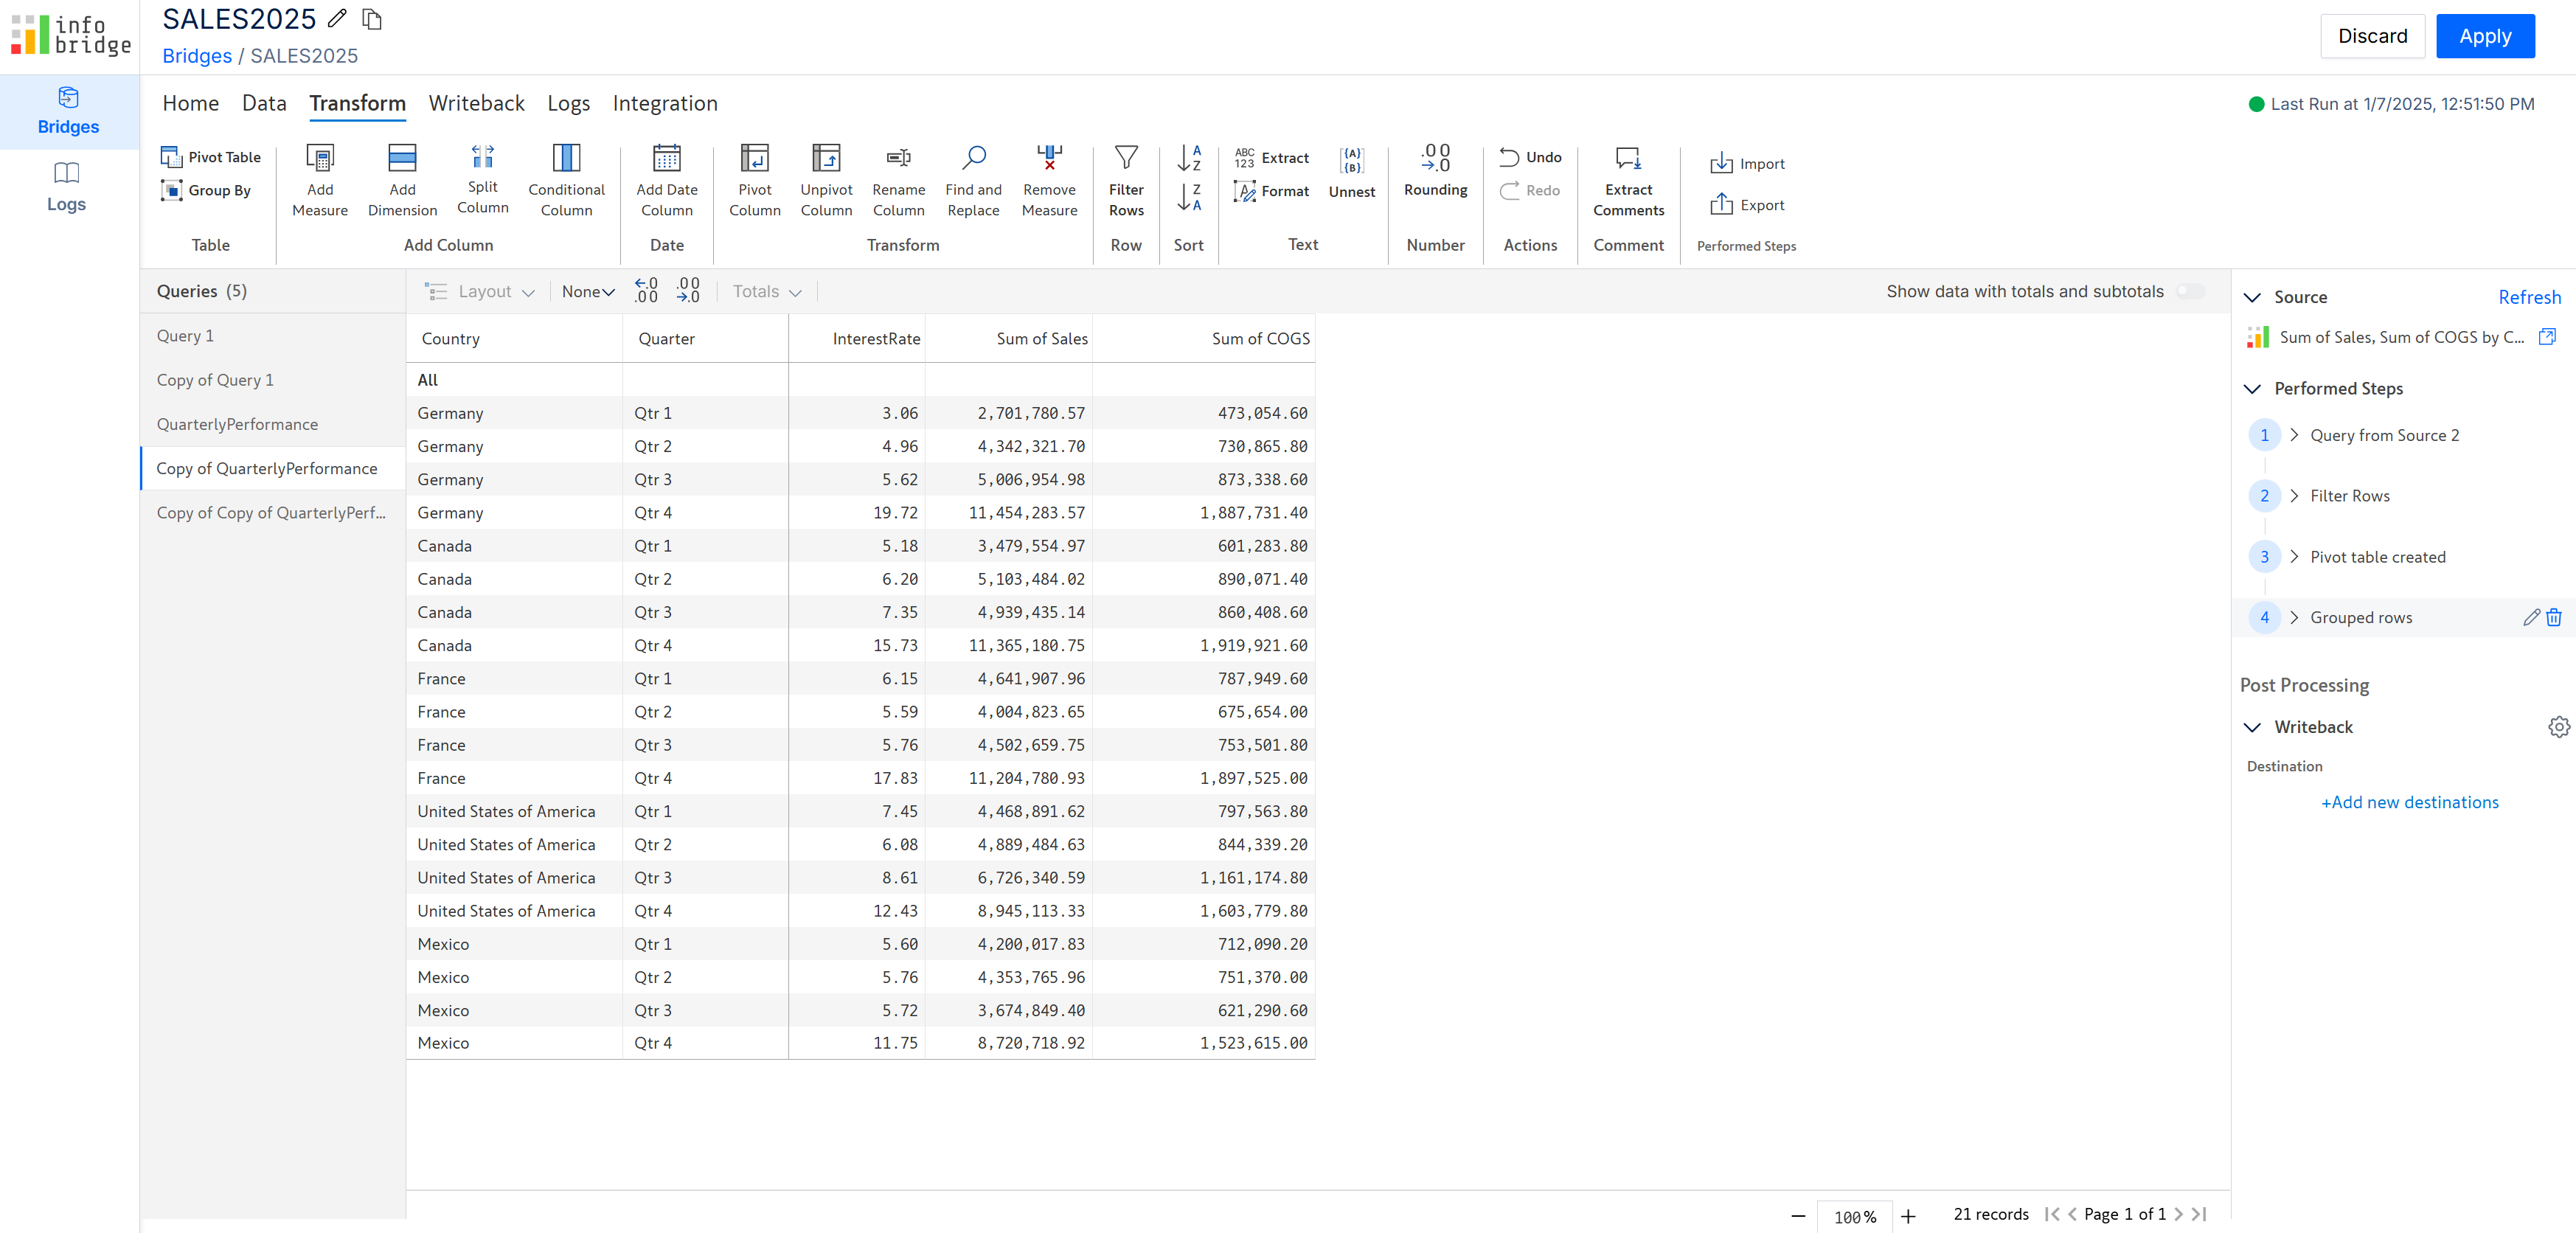 info
bridge
SALES2025
Bridges / SALES2025
Discard
Apply
Bridges
Logs
Home Data Transform Writeback Logs Integration
Last Run at 1/7/2025, 12:51:50 PM
Pivot Table
Group By
Table
Add Measure
Add Dimension
Split Column
Conditional Column
Add Column
Add Date Column
Date
Pivot Column
Unpivot Column
Rename Column
Find and Replace
Remove Measure
Transform
Filter Rows
Row
A Z
Z A
Sort
ABC 123 Extract
A Format
{A} {B} Unnest
Text
.00 .0 Rounding
Number
Undo
Redo
Actions
Extract Comments
Comment
Import
Export
Performed Steps
Queries (5)
Query 1
Copy of Query 1
QuarterlyPerformance
Copy of QuarterlyPerformance
Copy of Copy of QuarterlyPerf...
Layout None .0 .00 .00 .0 Totals
Show data with totals and subtotals
Country Quarter InterestRate Sum of Sales Sum of COGS
All
Germany Qtr 1 3.06 2,701,780.57 473,054.60
Germany Qtr 2 4.96 4,342,321.70 730,865.80
Germany Qtr 3 5.62 5,006,954.98 873,338.60
Germany Qtr 4 19.72 11,454,283.57 1,887,731.40
Canada Qtr 1 5.18 3,479,554.97 601,283.80
Canada Qtr 2 6.20 5,103,484.02 890,071.40
Canada Qtr 3 7.35 4,939,435.14 860,408.60
Canada Qtr 4 15.73 11,365,180.75 1,919,921.60
France Qtr 1 6.15 4,641,907.96 787,949.60
France Qtr 2 5.59 4,004,823.65 675,654.00
France Qtr 3 5.76 4,502,659.75 753,501.80
France Qtr 4 17.83 11,204,780.93 1,897,525.00
United States of America Qtr 1 7.45 4,468,891.62 797,563.80
United States of America Qtr 2 6.08 4,889,484.63 844,339.20
United States of America Qtr 3 8.61 6,726,340.59 1,161,174.80
United States of America Qtr 4 12.43 8,945,113.33 1,603,779.80
Mexico Qtr 1 5.60 4,200,017.83 712,090.20
Mexico Qtr 2 5.76 4,353,765.96 751,370.00
Mexico Qtr 3 5.72 3,674,849.40 621,290.60
Mexico Qtr 4 11.75 8,720,718.92 1,523,615.00
100%
21 records
Page 1 of 1
Source Refresh
Sum of Sales, Sum of COGS by C...
Performed Steps
1 Query from Source 2
2 Filter Rows
3 Pivot table created
4 Grouped rows
Post Processing
Writeback
Destination
+Add new destinations